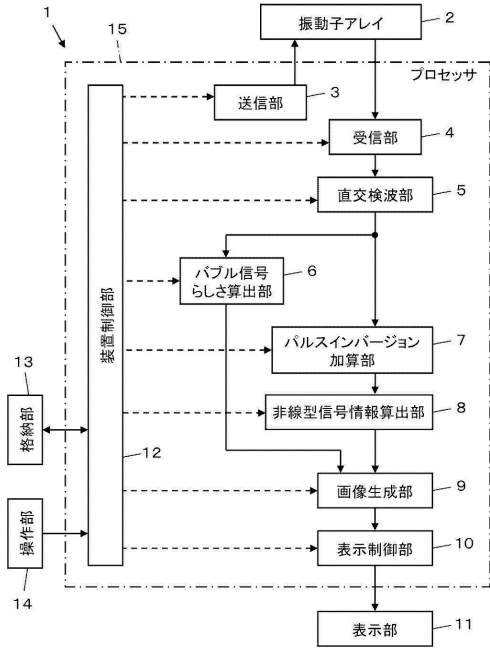 1
15
振動子アレイ
2
プロセッサ
送信部
3
受信部
4
直交検波部
5
バブル信号
らしさ算出部
6
パルスインバージョン
加算部
7
装置制御部
13
格納部
非線型信号情報算出部
8
12
画像生成部
9
操作部
14
表示制御部
10
表示部
11